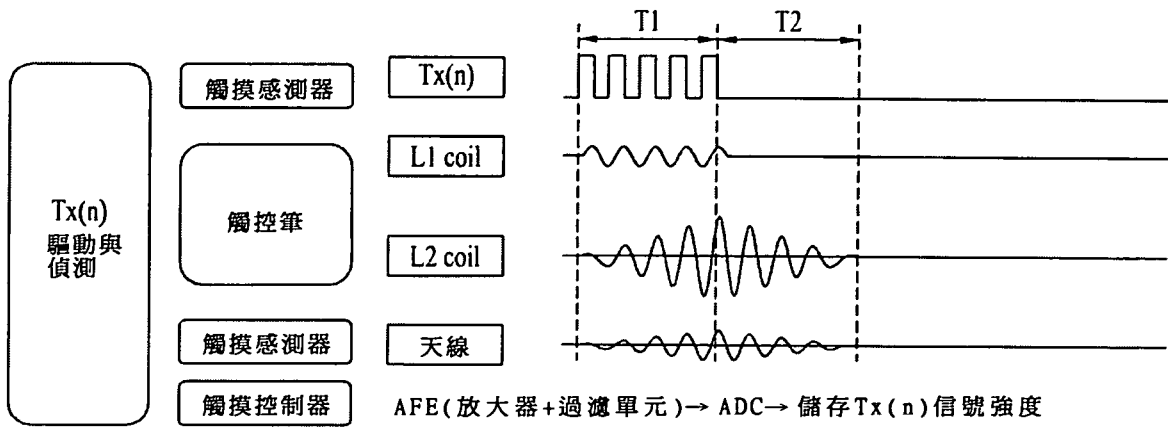 T1
T2
Tx(n)
驅動與
偵測
觸摸感測器
Tx(n)
觸控筆
L1 coil
L2 coil
觸摸感測器
天線
觸摸控制器
AFE(放大器+過濾單元)→ ADC→ 儲存Tx(n)信號強度